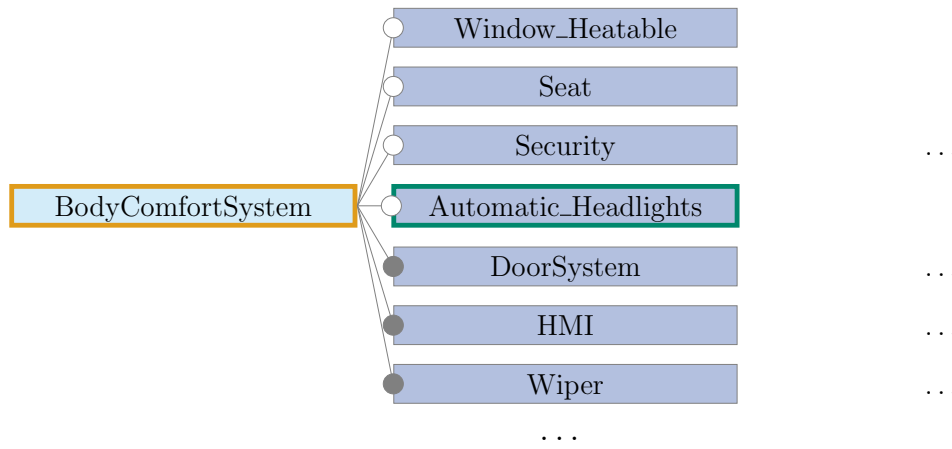 Window_Heatable
Seat
Security . .
BodyComfortSystem Automatic_Headlights
DoorSystem . .
HMI . .
Wiper . .
. . .